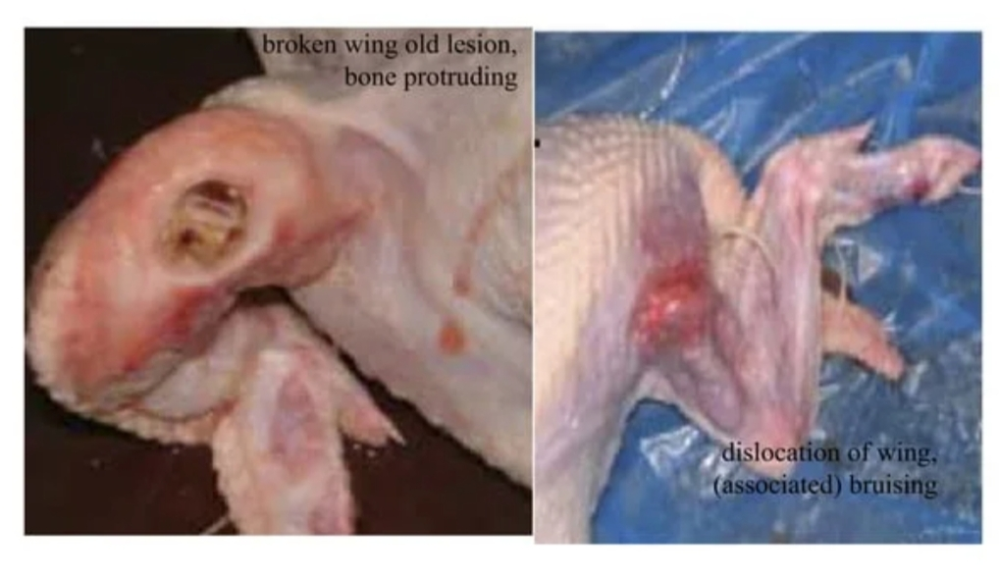 broken wing old lesion,
bone protruding
dislocation of wing,
(associated) bruising